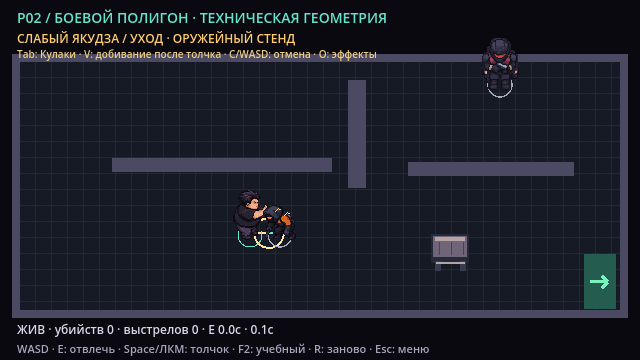 P02 / БОЕВОЙ ПОЛИГОН · ТЕХНИЧЕСКАЯ ГЕОМЕТРИЯ
СЛАБЫЙ ЯКУДЗА / УХОД · ОРУЖЕЙНЫЙ СТЕНД
Tab: Кулаки · V: добивание после толчка · C/WASD: отмена · O: эффекты
ЖИВ · убийств 0 · выстрелов 0 · E 0.0с · 0.1с
WASD · E: отвлечь · Space/ЛКМ: толчок · F2: учебный · R: заново · Esc: меню